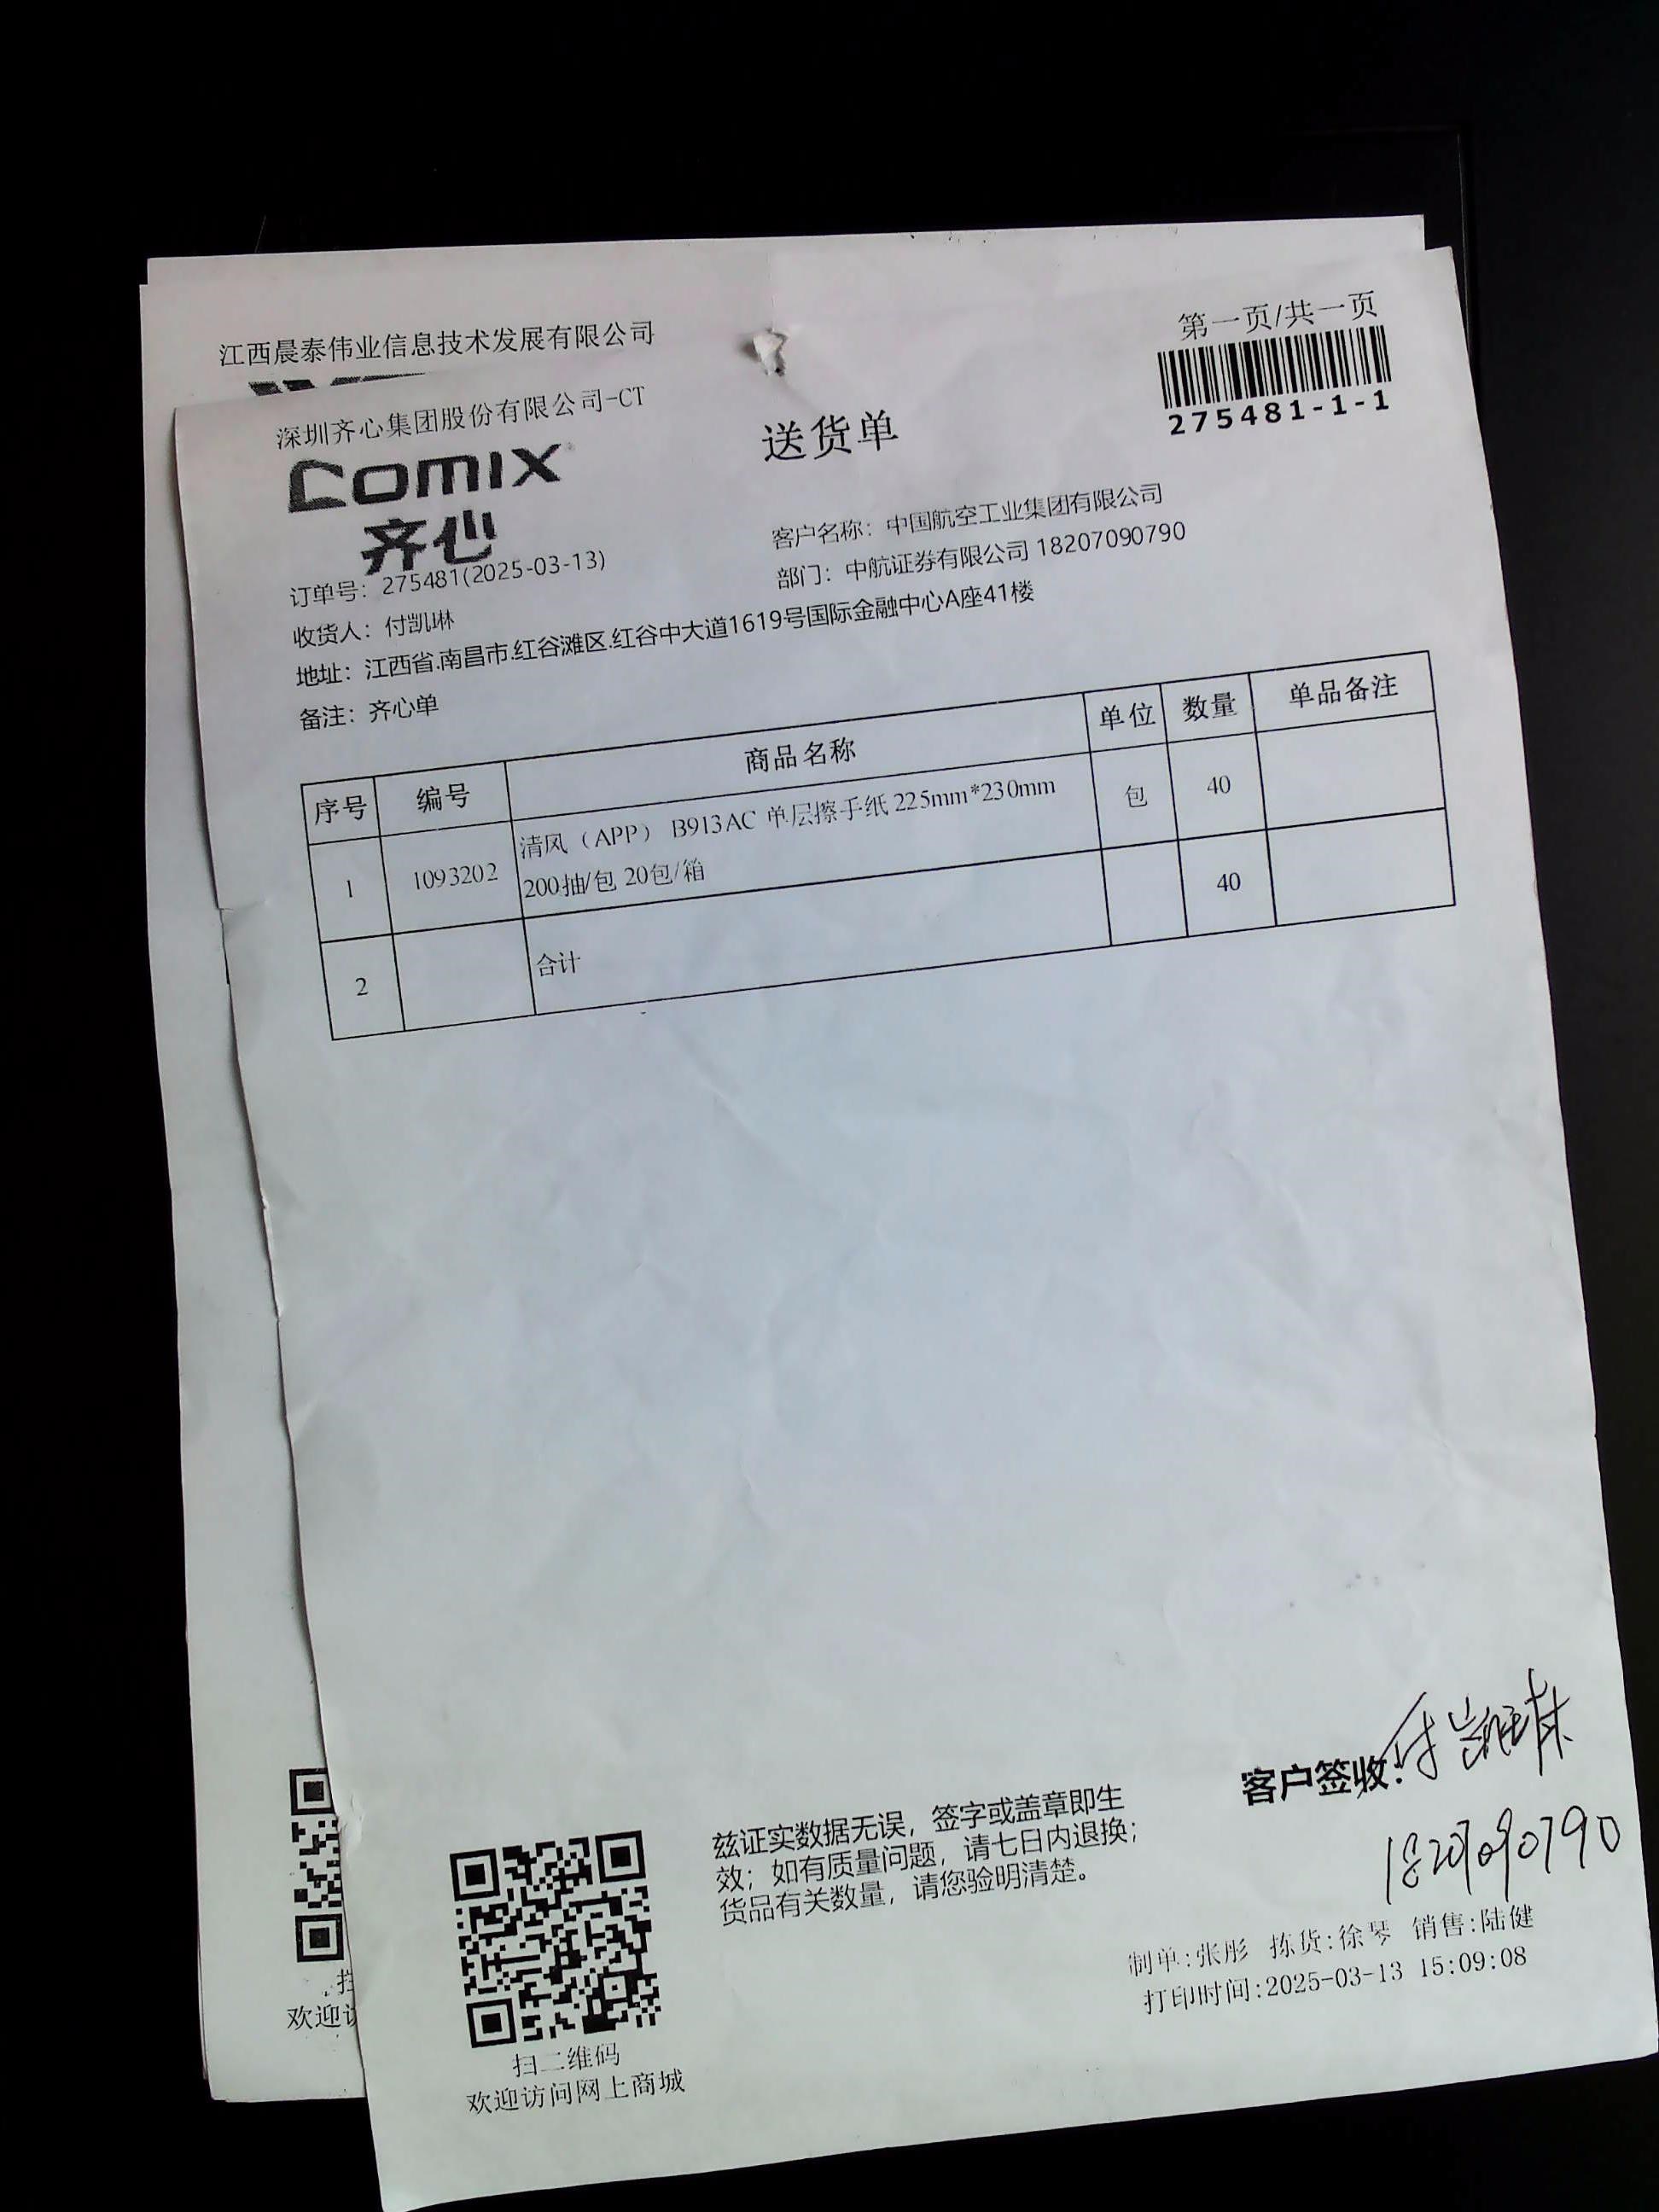 江西晨泰伟业信息技术发展有限公司
第一页/共一页
275481-1-1
深圳齐心集团股份有限公司-CT
comix
齐心
送货单
订单号：275481(2025-03-13)
客户名称：中国航空工业集团有限公司
收货人：付凯琳
部门：中航证券有限公司 18207090790
地址：江西省.南昌市.红谷滩区.红谷中大道1619号国际金融中心A座41楼
备注：齐心单
序号 编号 商品名称 单位 数量 单品备注
1 1093202 清风（APP） B913AC 单层擦手纸 225mm*230mm 包 40
200抽/包 20包/箱
2 合计 40
客户签收:付凯琳
18207090790
兹证实数据无误，签字或盖章即生
效；如有质量问题，请七日内退换；
货品有关数量，请您验明清楚。
制单:张彤 拣货:徐琴 销售:陆健
打印时间:2025-03-13 15:09:08
扫二维码
欢迎访问网上商城
扫
欢迎访